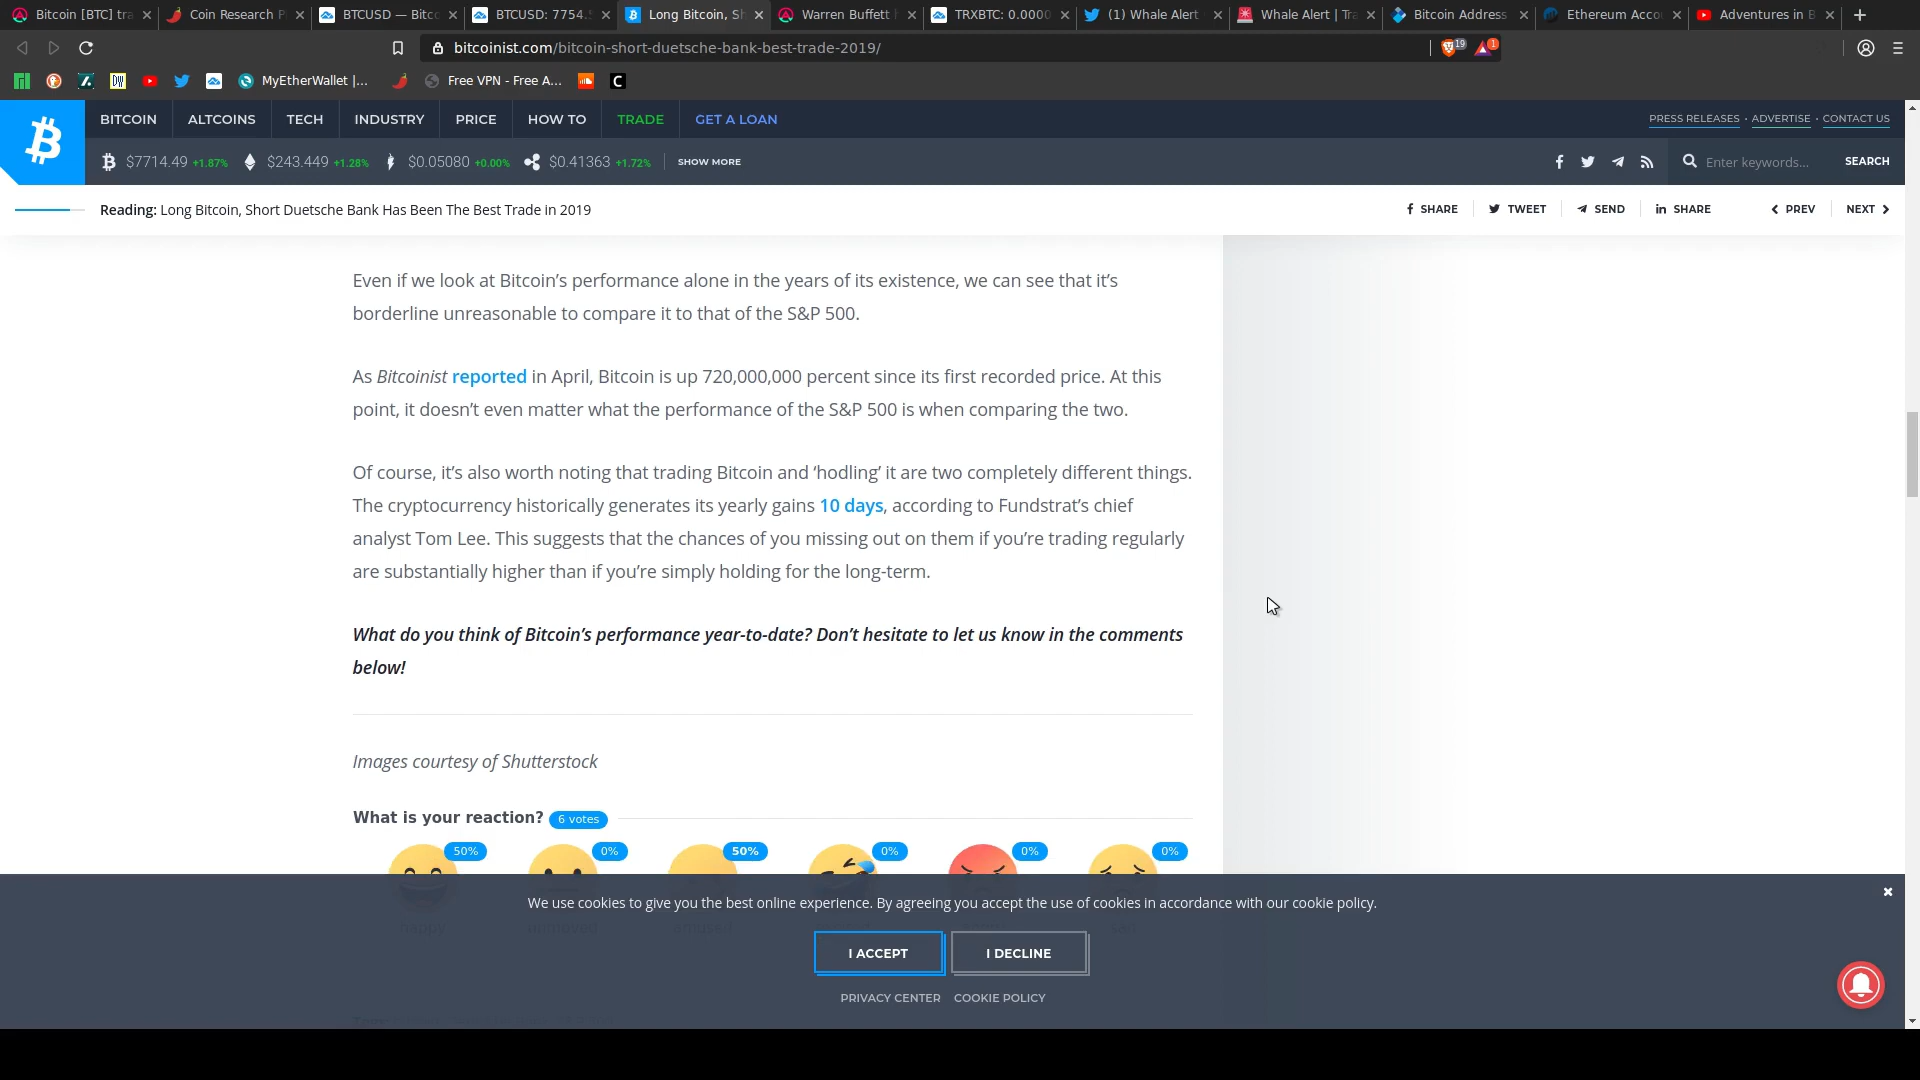 Bitcoin [BTC] tra
Coin Research P
BTCUSD — Bitc
BTCUSD: 7754.
Long Bitcoin, Sh
Warren Buffett
TRXBTC: 0.0000
(1) Whale Alert
Whale Alert | Tra
Bitcoin Address
Ethereum Acco
Adventures in B
bitcoinist.com/bitcoin-short-duetsche-bank-best-trade-2019/
19
1
DW
MyEtherWallet |...
Free VPN - Free A...
C
BITCOIN
ALTCOINS
TECH
INDUSTRY
PRICE
HOW TO
TRADE
GET A LOAN
PRESS RELEASES · ADVERTISE · CONTACT US
$7714.49 +1.87%
$243.449 +1.28%
$0.05080 +0.00%
$0.41363 +1.72%
SHOW MORE
Enter keywords...
SEARCH
Reading: Long Bitcoin, Short Duetsche Bank Has Been The Best Trade in 2019
SHARE
TWEET
SEND
SHARE
PREV
NEXT
Even if we look at Bitcoin’s performance alone in the years of its existence, we can see that it’s
borderline unreasonable to compare it to that of the S&P 500.
As Bitcoinist reported in April, Bitcoin is up 720,000,000 percent since its first recorded price. At this
point, it doesn’t even matter what the performance of the S&P 500 is when comparing the two.
Of course, it’s also worth noting that trading Bitcoin and ‘hodling’ it are two completely different things.
The cryptocurrency historically generates its yearly gains 10 days, according to Fundstrat’s chief
analyst Tom Lee. This suggests that the chances of you missing out on them if you’re trading regularly
are substantially higher than if you’re simply holding for the long-term.
What do you think of Bitcoin’s performance year-to-date? Don’t hesitate to let us know in the comments
below!
Images courtesy of Shutterstock
What is your reaction? 6 votes
50%
0%
50%
0%
0%
0%
We use cookies to give you the best online experience. By agreeing you accept the use of cookies in accordance with our cookie policy.
happy
unmoved
amused
sad
I ACCEPT
I DECLINE
PRIVACY CENTER
COOKIE POLICY